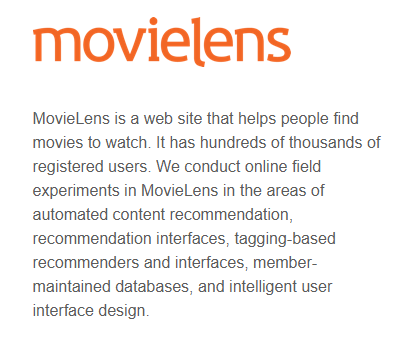 movielens
MovieLens is a web site that helps people find
movies to watch. It has hundreds of thousands of
registered users. We conduct online field
experiments in MovieLens in the areas of
automated content recommendation,
recommendation interfaces, tagging-based
recommenders and interfaces, member-
maintained databases, and intelligent user
interface design.